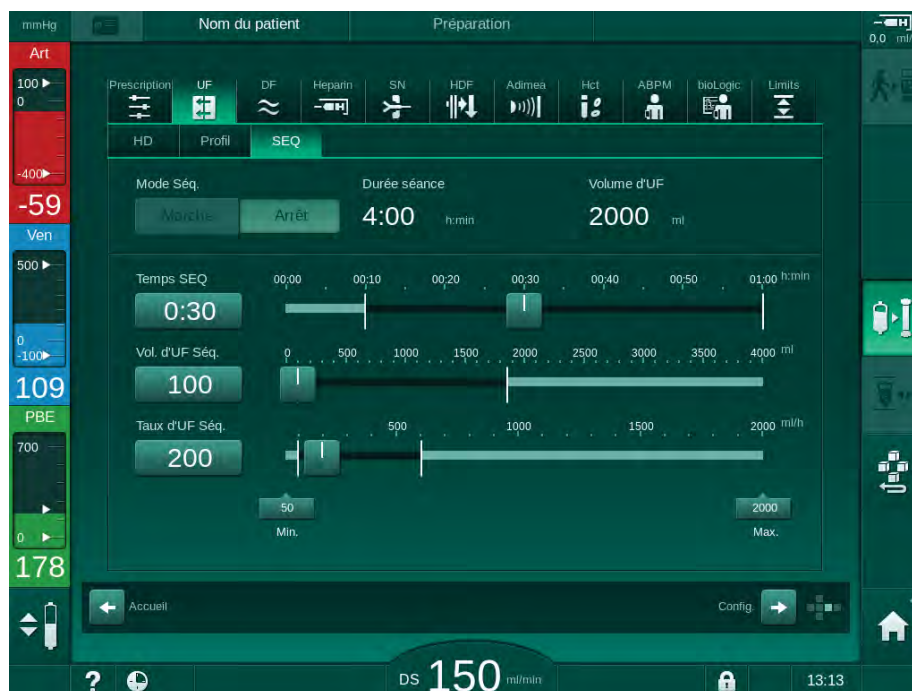 mmHg Nom du patient Préparation
0,0 ml/
Art
100
0
-400
-59
Ven
500
0
-100
109
PBE
700
0
178
Prescription UF DF Heparin SN HDF Adimea Hct ABPM bioLogic Limits
HD Profil SEQ
Mode Séq. Durée séance Volume d'UF
Marche Arrêt 4:00 h:min 2000 ml
Temps SEQ 00:00 00:10 00:20 00:30 00:40 00:50 01:00 h:min
0:30
Vol. d'UF Séq. 0 500 1000 1500 2000 2500 3000 3500 4000 ml
100
Taux d'UF Séq. 500 1000 1500 2000 ml/h
200
50 2000
Min. Max.
Accueil Config.
? DS 150 ml/min 13:13